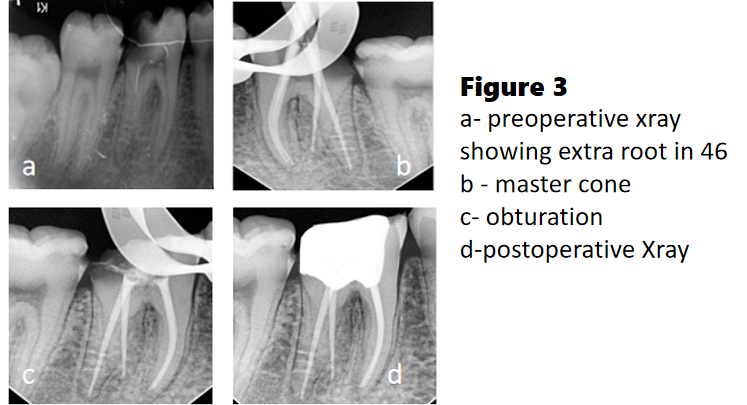 a
b
c
d
Figure 3
a- preoperative xray
showing extra root in 46
b - master cone
c- obturation
d-postoperative Xray